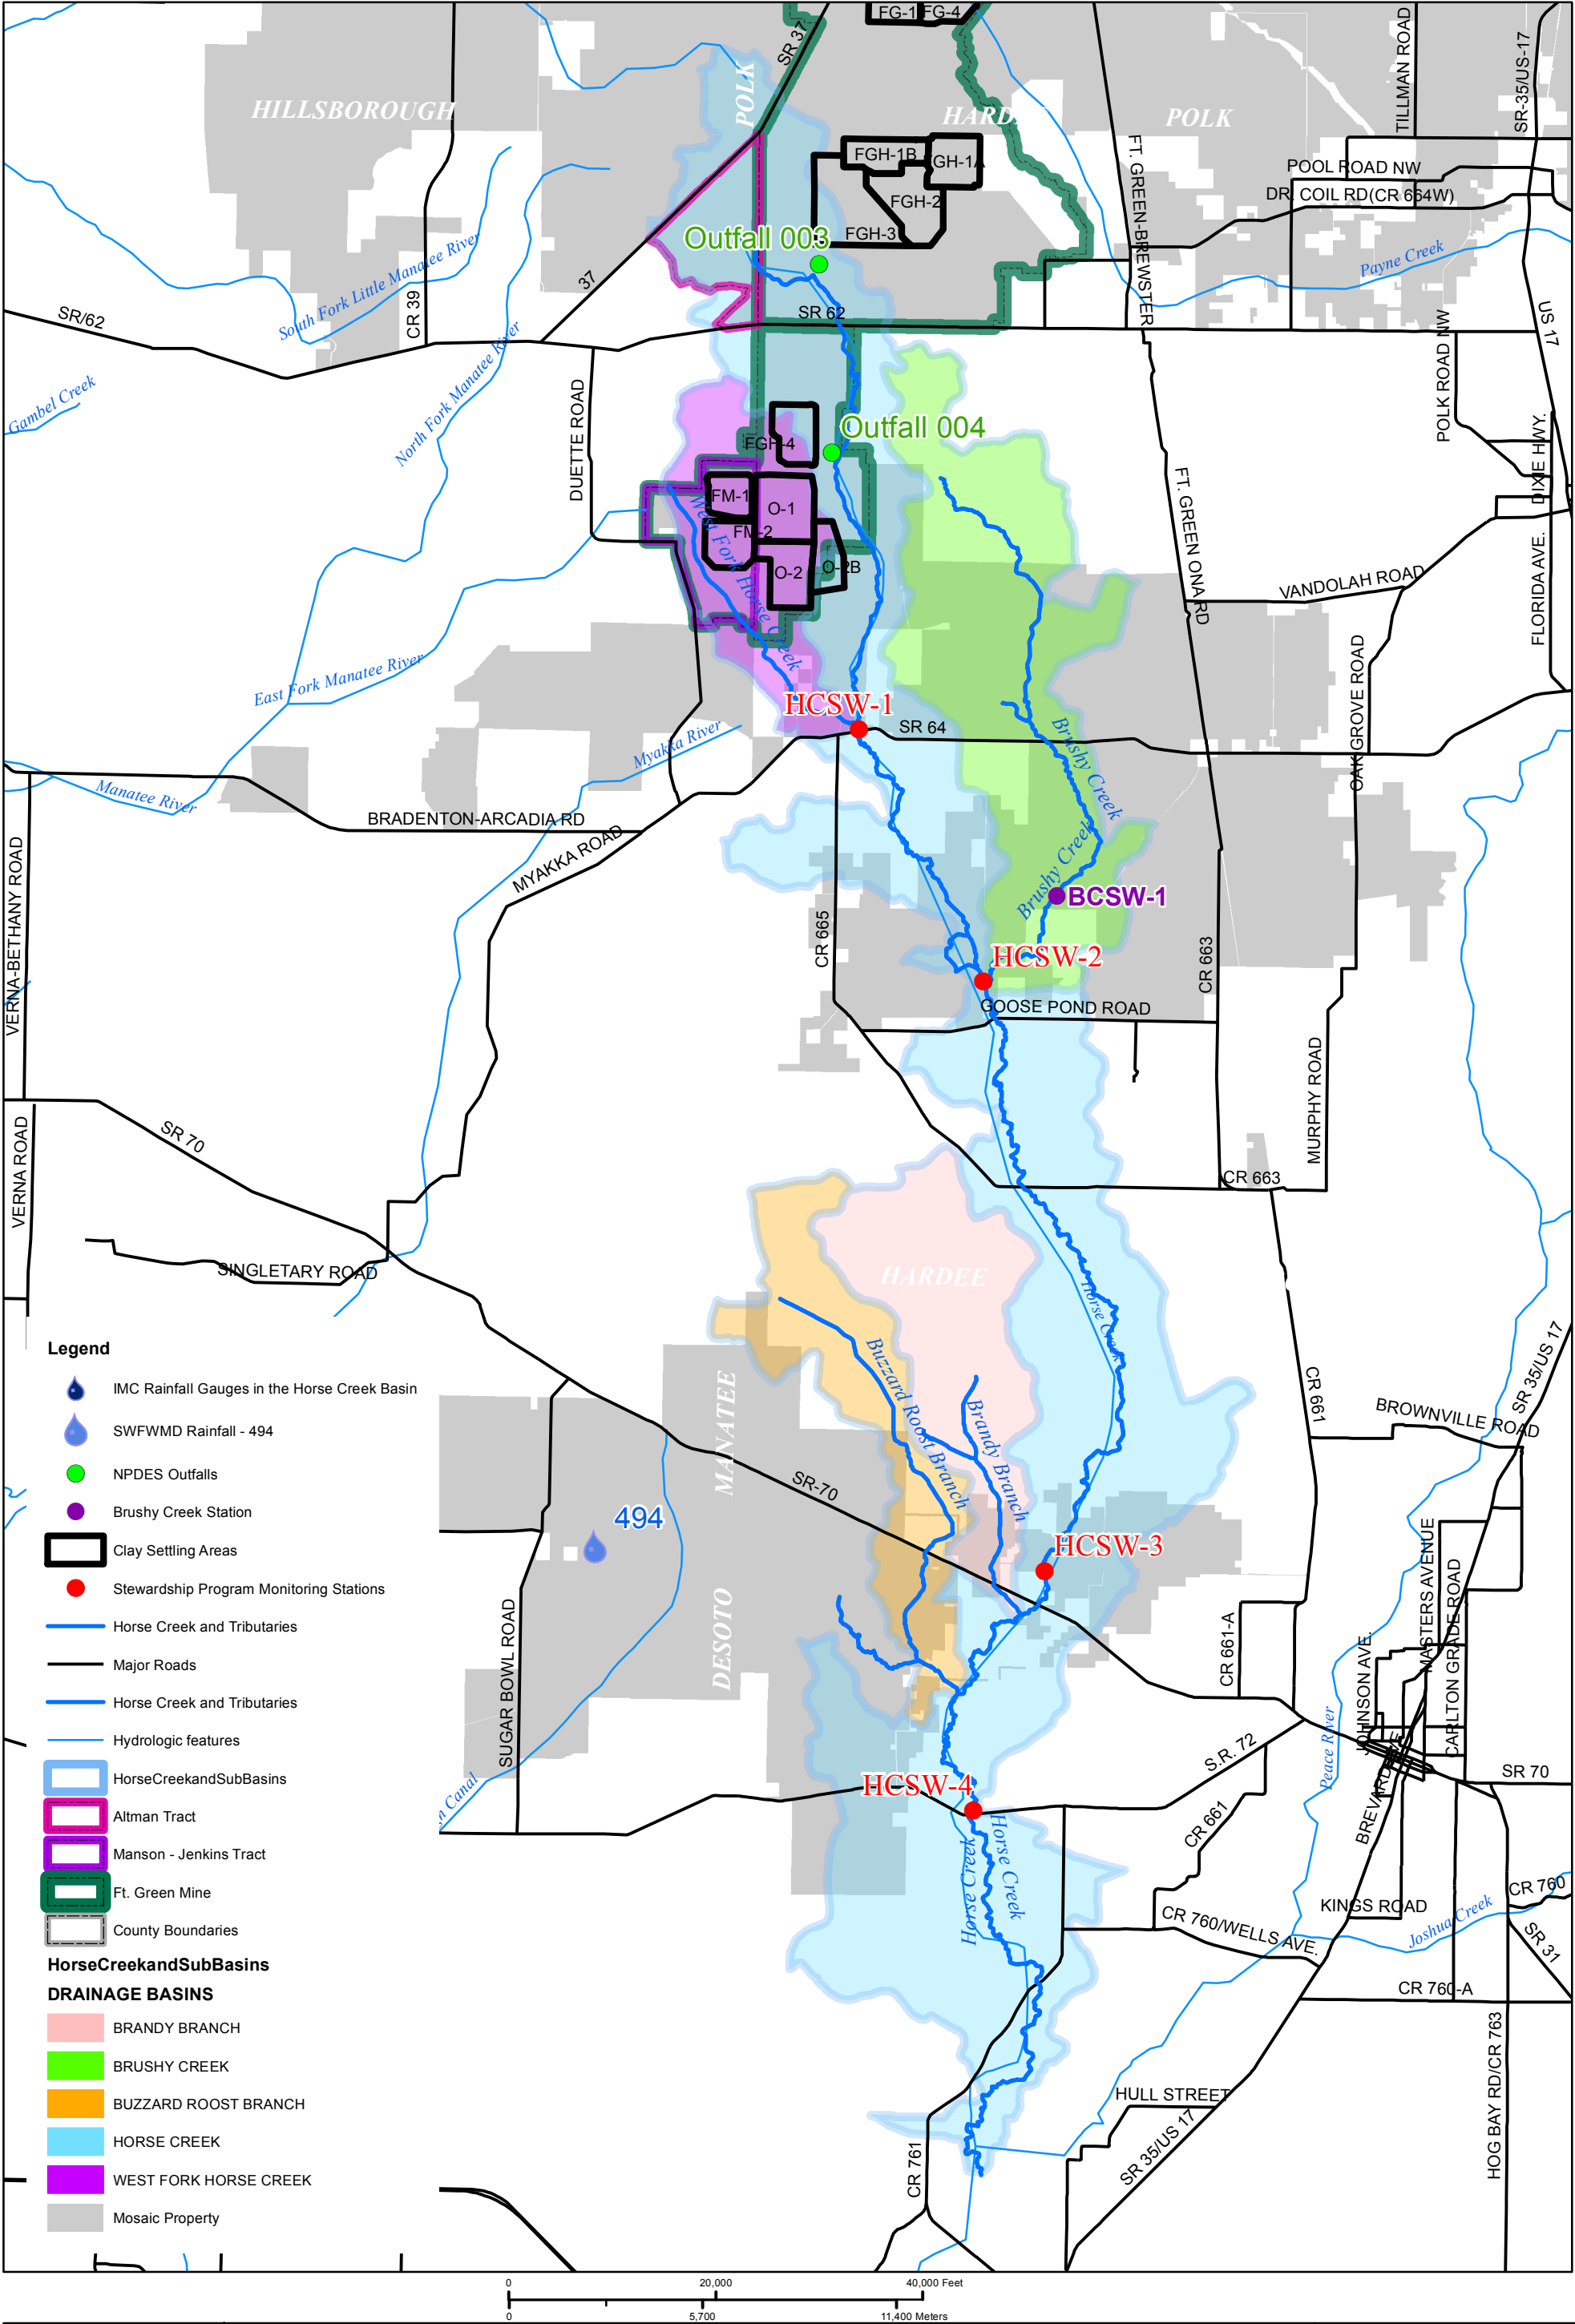 FG-1
FG-4
SR 37
TILLMAN ROAD
SR-35/US-17
POLK
HILLSBOROUGH
POLK
FGH-1B
FGH-2
FGH-3
FT. GREEN-BREWSTER
POOL ROAD NW
DR. COIL RD(CR 664W)
Outfall 003
Payne Creek
South Fork Little Manatee River
CR 39
37
SR/62
SR 62
US 17
North Fork Manatee River
Gambel Creek
POLK ROAD NW
DUETTE ROAD
FGH-4
Outfall 004
DIXIE HWY.
FM-1
O-1
FM-2
O-2
O-2B
West Fork Horse Creek
FT. GREEN ONA RD
VANDOLAH ROAD
FLORIDA AVE.
East Fork Manatee River
OAKGROVE ROAD
HCSW-1
SR 64
Myakka River
Brushy Creek
Manatee River
BRADENTON-ARCADIA RD
MYAKKA ROAD
Brushy Creek
BCSW-1
VERNA-BETHANY ROAD
CR 665
HCSW-2
CR 663
GOOSE POND ROAD
MURPHY ROAD
SR 70
VERNA ROAD
CR 663
SINGLETARY ROAD
HARDEE
Horse Creek
Buzzard Roost Branch
Brandy Branch
MANATEE
CR 661
SR 35/US 17
BROWNVILLE ROAD
SR-70
494
HCSW-3
DESOTO
SUGAR BOWL ROAD
CR 661-A
MASTERS AVENUE
CARLTON GRADE ROAD
JOHNSON AVE.
Peace River
S.R. 72
SR 70
HCSW-4
CR 661
Horse Creek
Horse Creek
KINGS ROAD
CR 760
Joshua Creek
SR 31
CR 760/WELLS AVE.
CR 760-A
HULL STREET
SR 35/US 17
CR 761
HOG BAY RD/CR 763
Legend
IMC Rainfall Gauges in the Horse Creek Basin
SWFWMD Rainfall - 494
NPDES Outfalls
Brushy Creek Station
Clay Settling Areas
Stewardship Program Monitoring Stations
Horse Creek and Tributaries
Major Roads
Horse Creek and Tributaries
Hydrologic features
HorseCreekandSubBasins
Altman Tract
Manson - Jenkins Tract
Ft. Green Mine
County Boundaries
HorseCreekandSubBasins
DRAINAGE BASINS
BRANDY BRANCH
BRUSHY CREEK
BUZZARD ROOST BRANCH
HORSE CREEK
WEST FORK HORSE CREEK
Mosaic Property
0 20,000 40,000 Feet
0 5,700 11,400 Meters